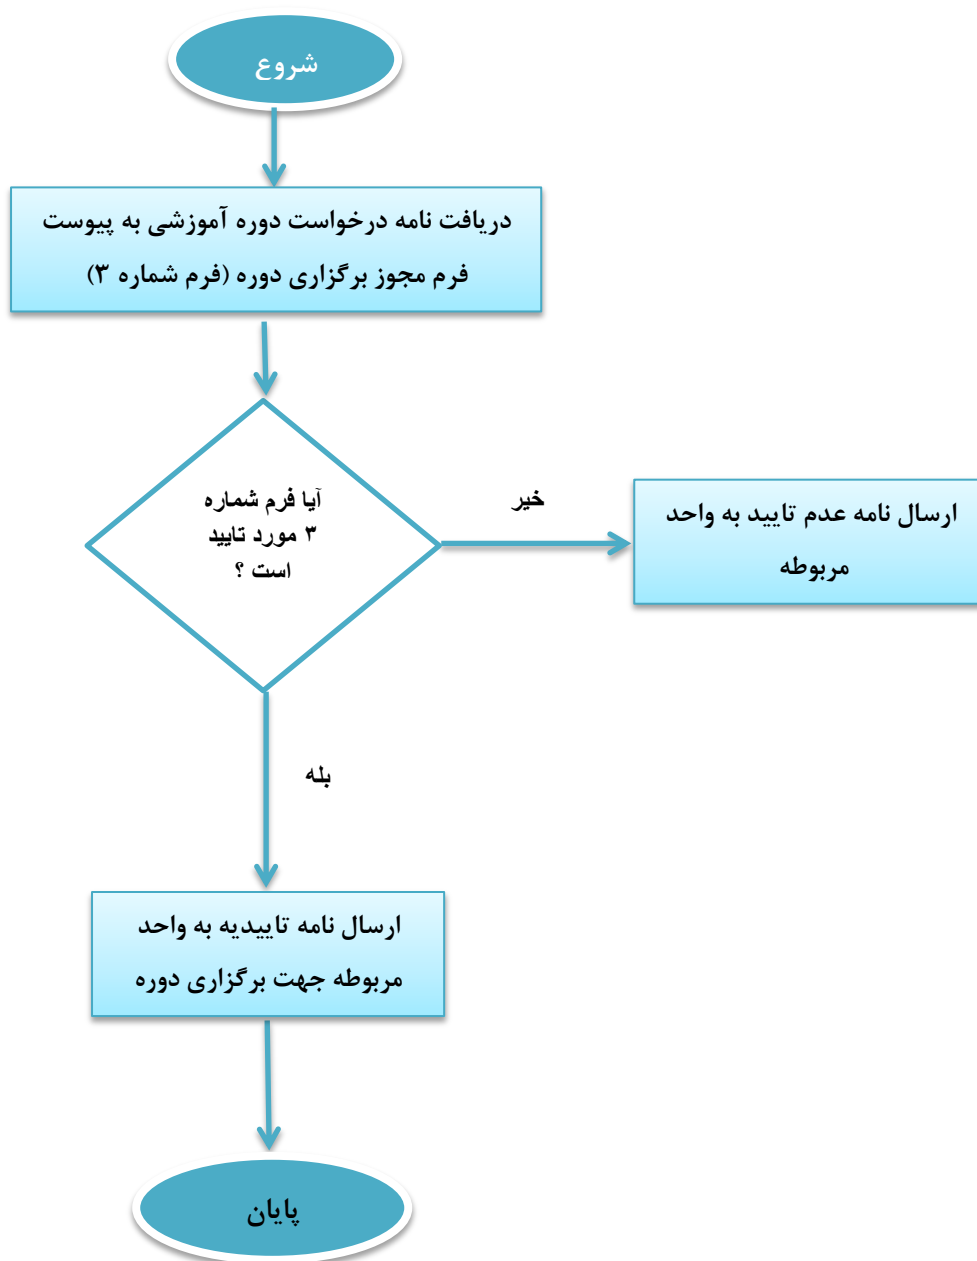 شروع
دریافت نامه درخواست دوره آموزشی به پیوست
فرم مجوز برگزاری دوره (فرم شماره ۳)
آیا فرم شماره
۳ مورد تایید
است ؟
خیر
ارسال نامه عدم تایید به واحد
مربوطه
بله
ارسال نامه تاییدیه به واحد
مربوطه جهت برگزاری دوره
پایان